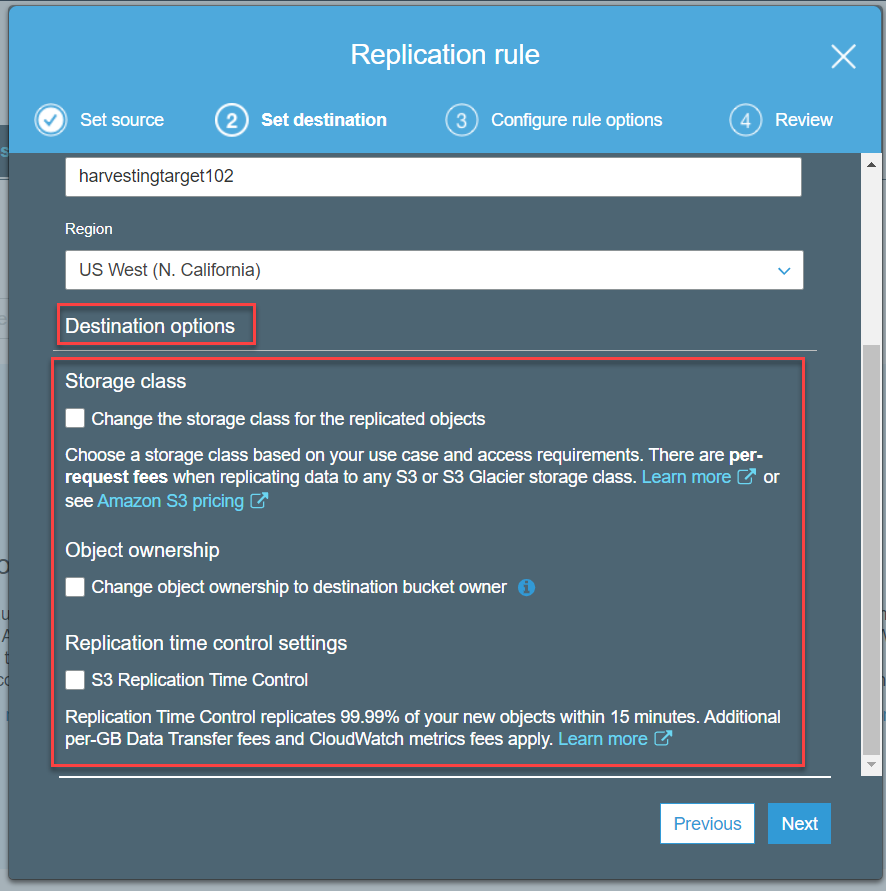 Replication rule
Set source
2 Set destination
3 Configure rule options
4 Review
harvestingtarget102
Region
US West (N. California)
Destination options
Storage class
Change the storage class for the replicated objects
Choose a storage class based on your use case and access requirements. There are per-
request fees when replicating data to any S3 or S3 Glacier storage class. Learn more or
see Amazon S3 pricing
Object ownership
Change object ownership to destination bucket owner
Replication time control settings
S3 Replication Time Control
Replication Time Control replicates 99.99% of your new objects within 15 minutes. Additional
per-GB Data Transfer fees and CloudWatch metrics fees apply. Learn more
Previous
Next